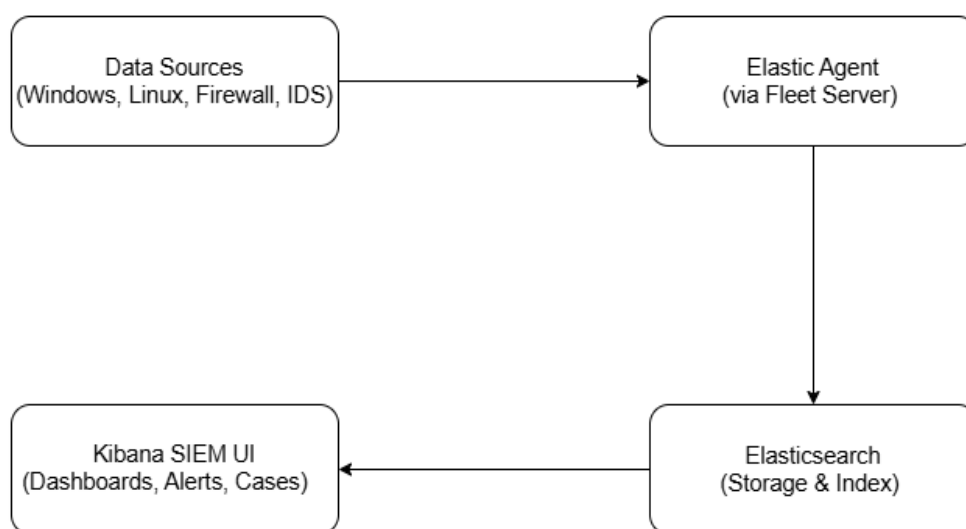 Data Sources
(Windows, Linux, Firewall, IDS)
Elastic Agent
(via Fleet Server)
Kibana SIEM UI
(Dashboards, Alerts, Cases)
Elasticsearch
(Storage & Index)